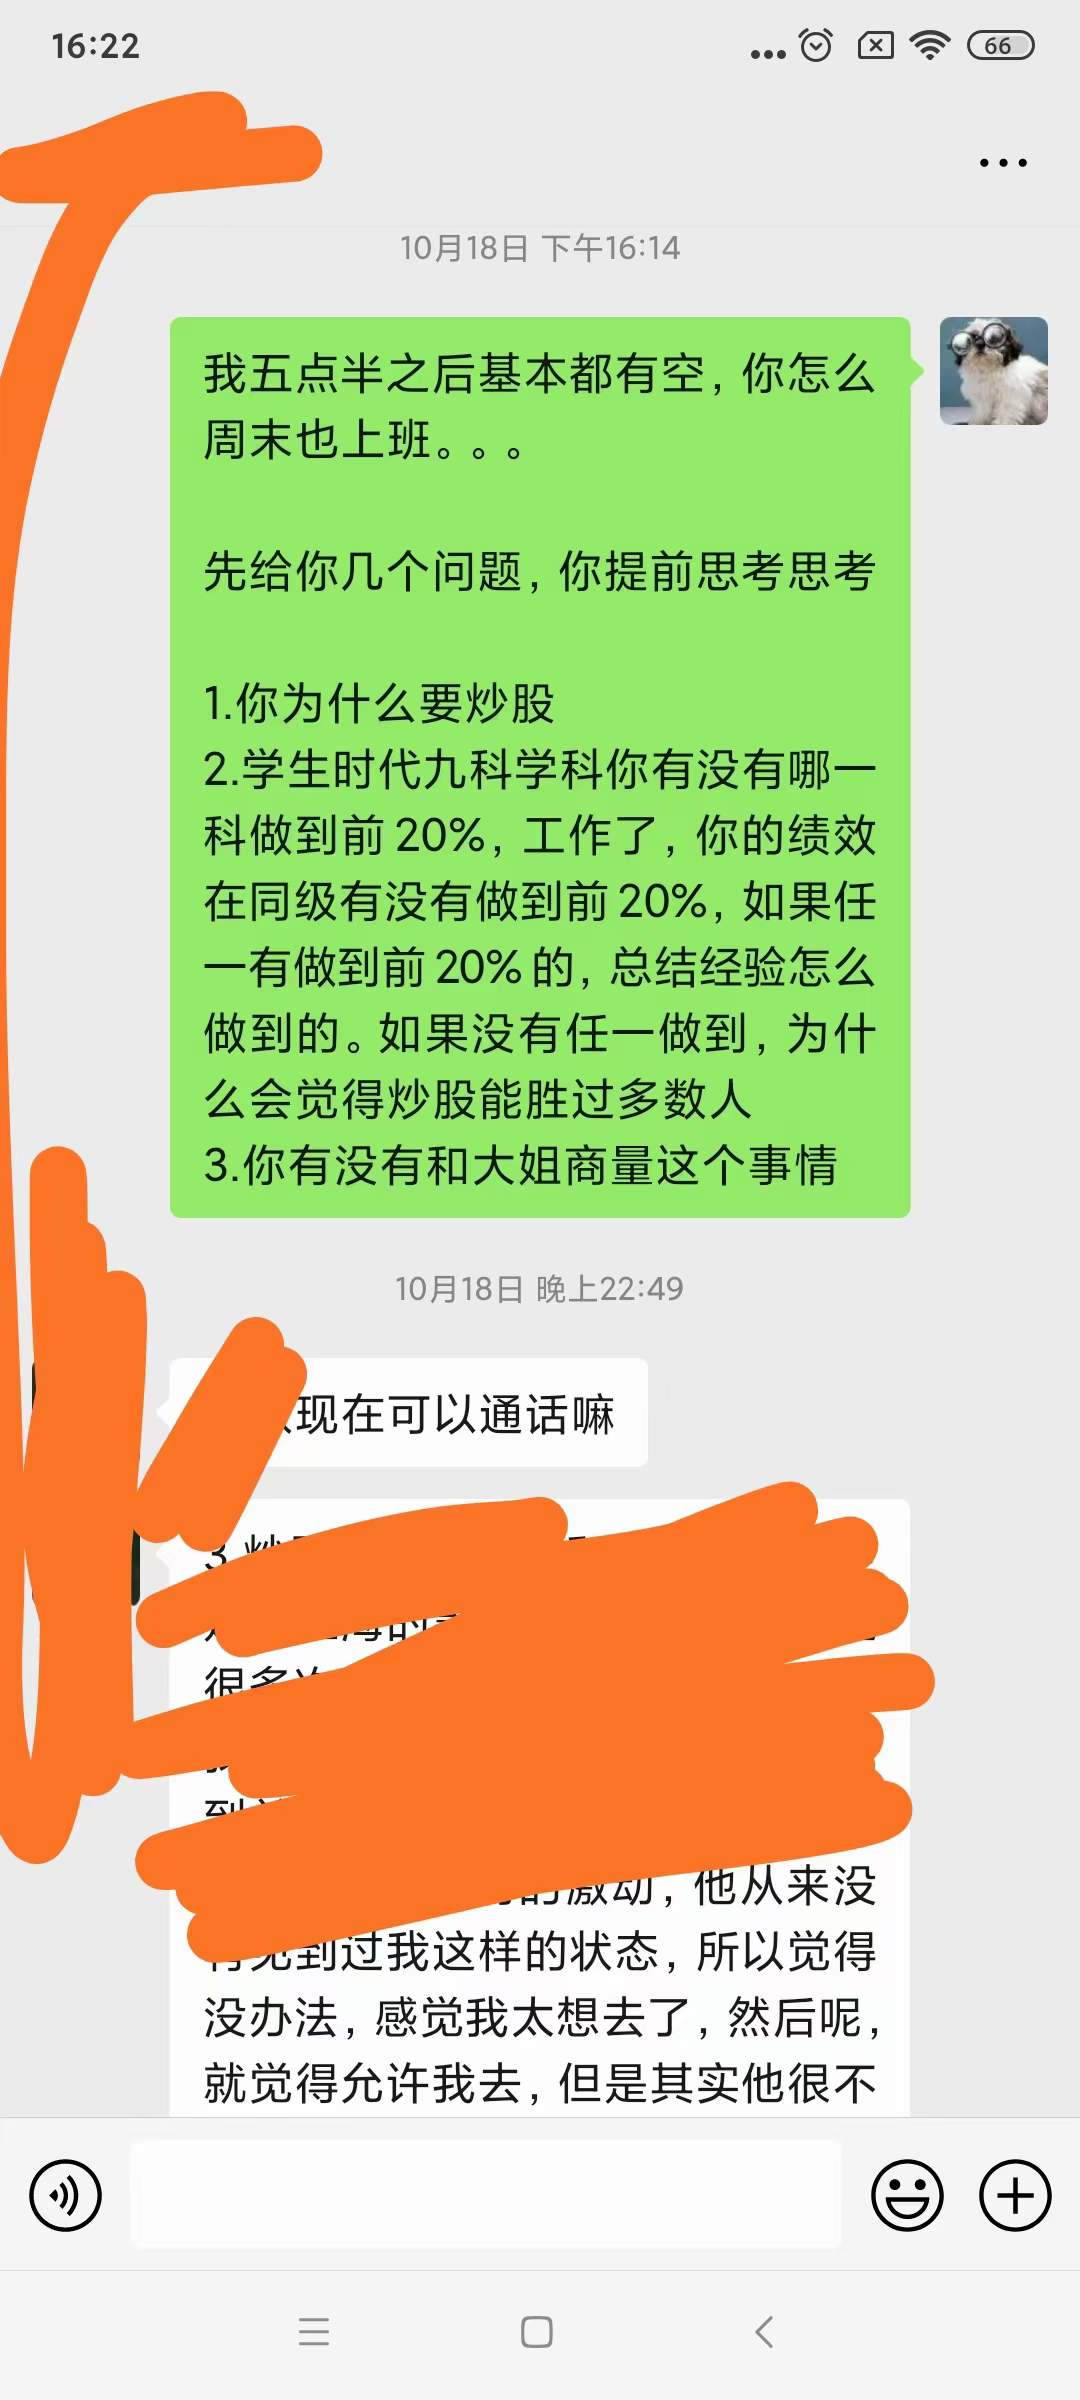 16:22
66
10月18日 下午16:14
我五点半之后基本都有空，你怎么
周末也上班。。。
先给你几个问题，你提前思考思考
1.你为什么要炒股
2.学生时代九科学科你有没有哪一
科做到前20%，工作了，你的绩效
在同级有没有做到前20%，如果任
一有做到前20%的，总结经验怎么
做到的。如果没有任一做到，为什
么会觉得炒股能胜过多数人
3.你有没有和大姐商量这个事情
10月18日 晚上22:49
现在可以通话嘛
3
很多
激动，他从来没
到过我这样的状态，所以觉得
没办法，感觉我太想去了，然后呢，
就觉得允许我去，但是其实他很不